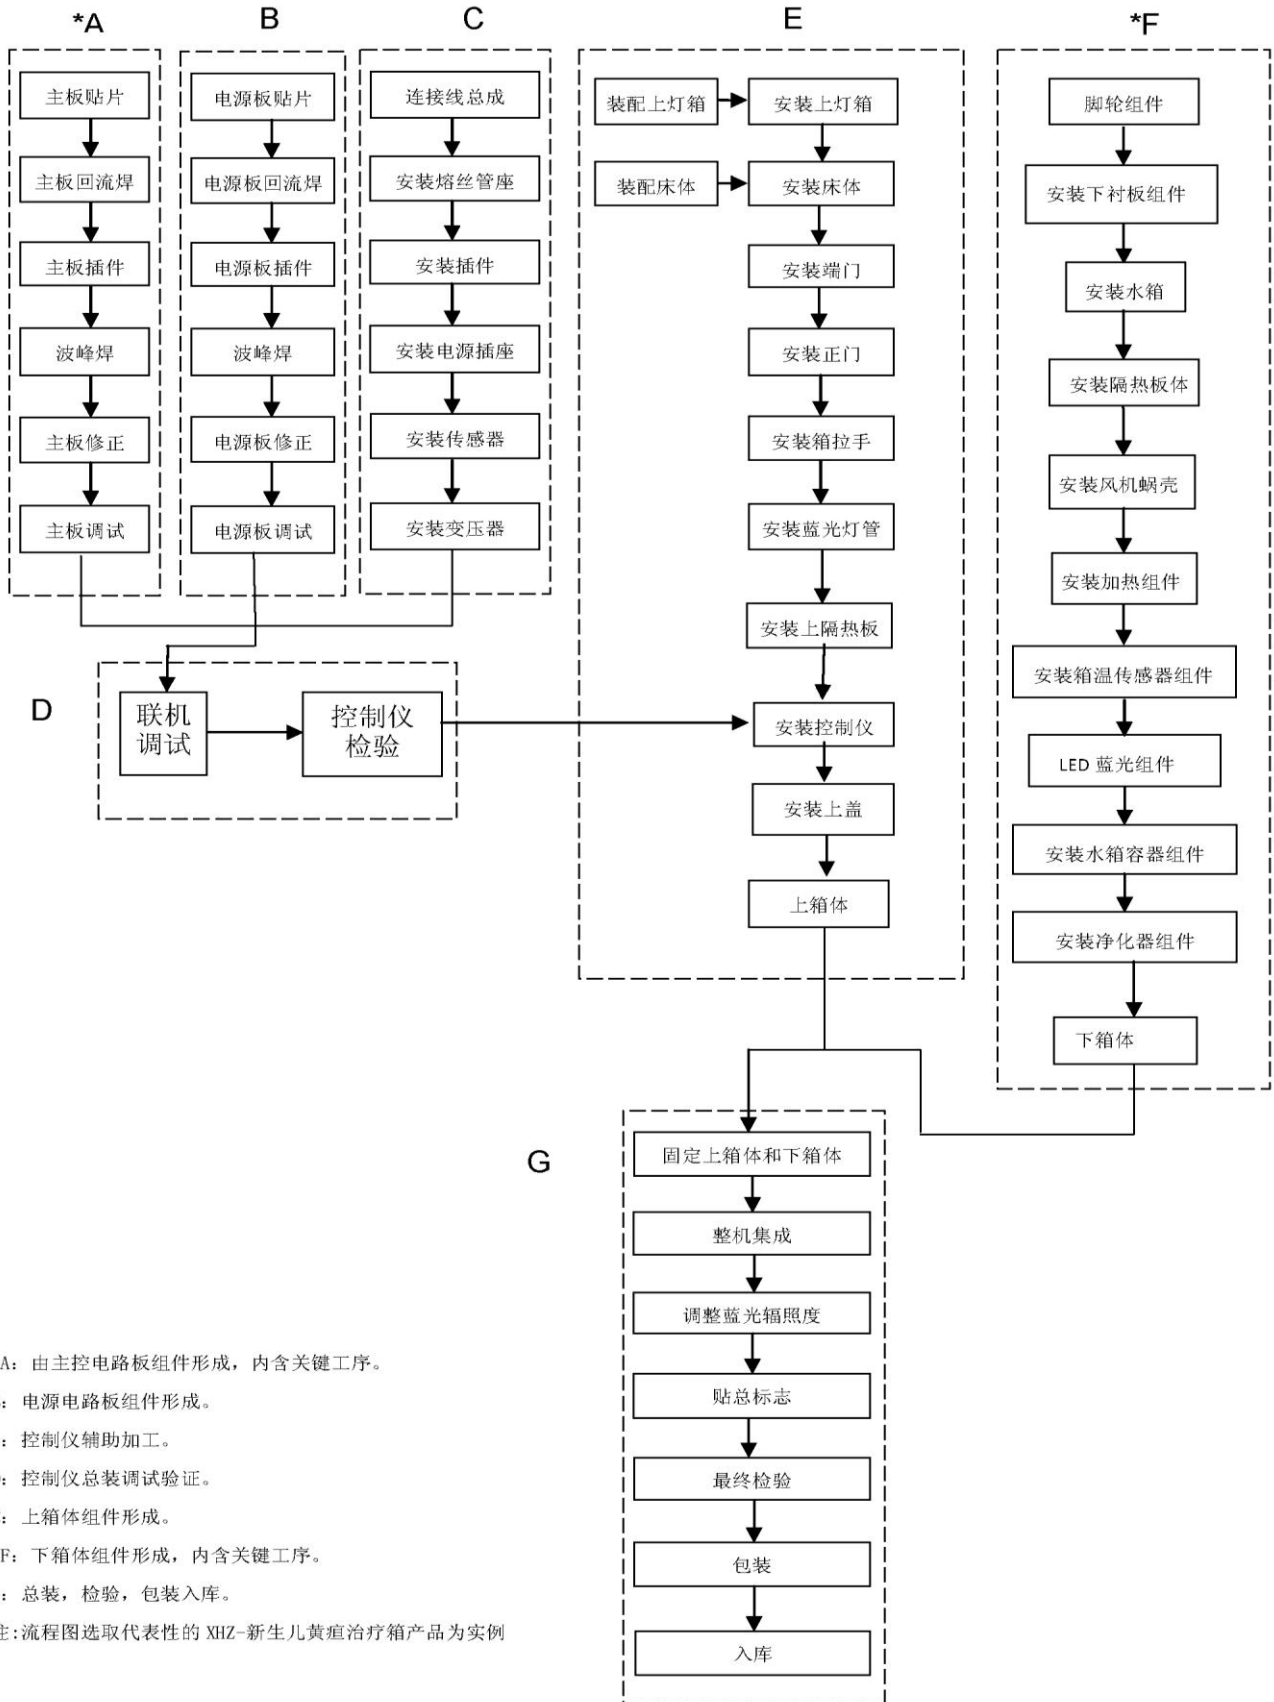 *A
B
C
E
*F
主板贴片
主板回流焊
主板插件
波峰焊
主板修正
主板调试
电源板贴片
电源板回流焊
电源板插件
波峰焊
电源板修正
电源板调试
连接线总成
安装熔丝管座
安装插件
安装电源插座
安装传感器
安装变压器
D
联机
调试
控制仪
检验
装配上灯箱
安装上灯箱
装配床体
安装床体
安装端门
安装正门
安装箱拉手
安装蓝光灯管
安装上隔热板
安装控制仪
安装上盖
上箱体
脚轮组件
安装下衬板组件
安装水箱
安装隔热板体
安装风机蜗壳
安装加热组件
安装箱温传感器组件
LED 蓝光组件
安装水箱容器组件
安装净化器组件
下箱体
G
固定上箱体和下箱体
整机集成
调整蓝光辐照度
贴总标志
最终检验
包装
入库
A: 由主控电路板组件形成，内含关键工序。
: 电源电路板组件形成。
: 控制仪辅助加工。
: 控制仪总装调试验证。
: 上箱体组件形成。
F: 下箱体组件形成，内含关键工序。
: 总装，检验，包装入库。
注:流程图选取代表性的 XHZ-新生儿黄疸治疗箱产品为实例